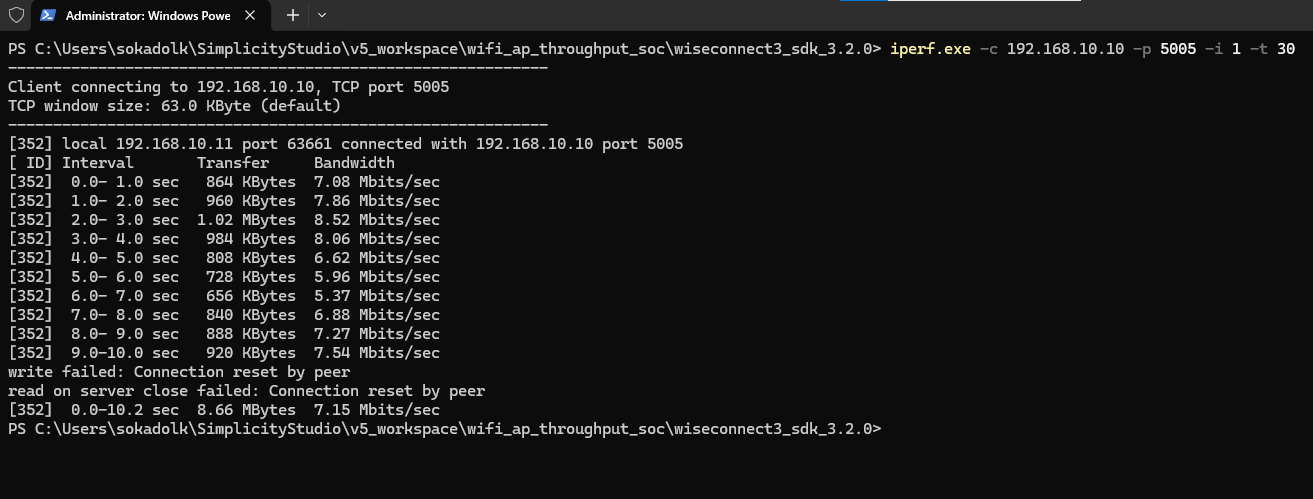 Administrator: Windows Powe
PS C:\Users\sokadolk\SimplicityStudio\v5_workspace\wifi_ap_throughput_soc\wiseconnect3_sdk_3.2.0> iperf.exe -c 192.168.10.10 -p 5005 -i 1 -t 30
------------------------------------------------------------
Client connecting to 192.168.10.10, TCP port 5005
TCP window size: 63.0 KByte (default)
------------------------------------------------------------
[352] local 192.168.10.11 port 63661 connected with 192.168.10.10 port 5005
[ ID] Interval       Transfer     Bandwidth
[352]  0.0- 1.0 sec   864 KBytes  7.08 Mbits/sec
[352]  1.0- 2.0 sec   960 KBytes  7.86 Mbits/sec
[352]  2.0- 3.0 sec  1.02 MBytes  8.52 Mbits/sec
[352]  3.0- 4.0 sec   984 KBytes  8.06 Mbits/sec
[352]  4.0- 5.0 sec   808 KBytes  6.62 Mbits/sec
[352]  5.0- 6.0 sec   728 KBytes  5.96 Mbits/sec
[352]  6.0- 7.0 sec   656 KBytes  5.37 Mbits/sec
[352]  7.0- 8.0 sec   840 KBytes  6.88 Mbits/sec
[352]  8.0- 9.0 sec   888 KBytes  7.27 Mbits/sec
[352]  9.0-10.0 sec   920 KBytes  7.54 Mbits/sec
write failed: Connection reset by peer
read on server close failed: Connection reset by peer
[352]  0.0-10.2 sec  8.66 MBytes  7.15 Mbits/sec
PS C:\Users\sokadolk\SimplicityStudio\v5_workspace\wifi_ap_throughput_soc\wiseconnect3_sdk_3.2.0>